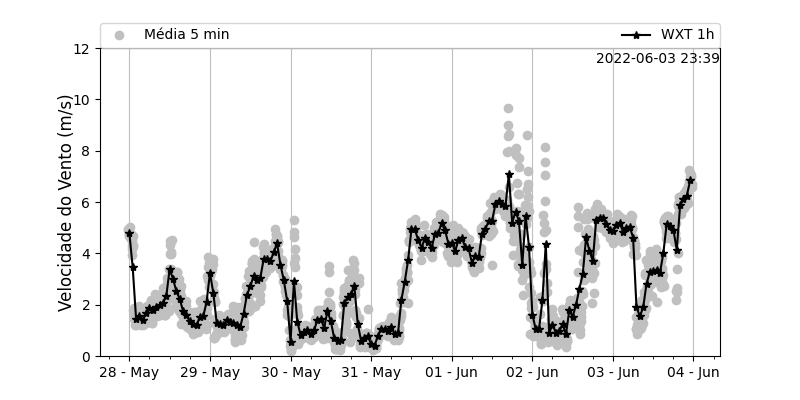 Média 5 min
WXT 1h
2022-06-03 23:39
Velocidade do Vento (m/s)
12
10
8
6
4
2
0
28 - May
29 - May
30 - May
31 - May
01 - Jun
02 - Jun
03 - Jun
04 - Jun